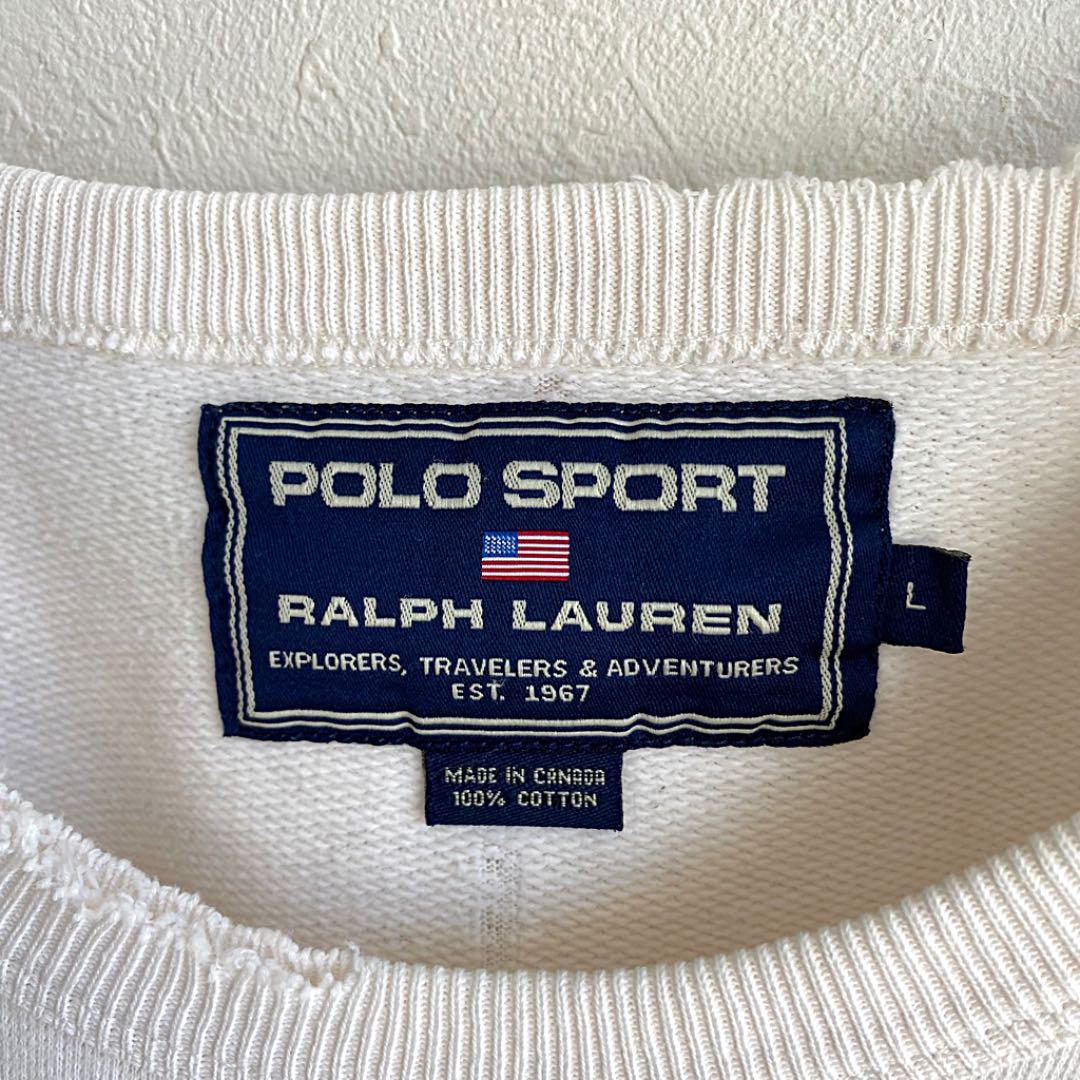 POLO SPORT
RALPH LAUREN
EXPLORERS, TRAVELERS & ADVENTURERS
EST. 1967
L
MADE IN CANADA
100% COTTON